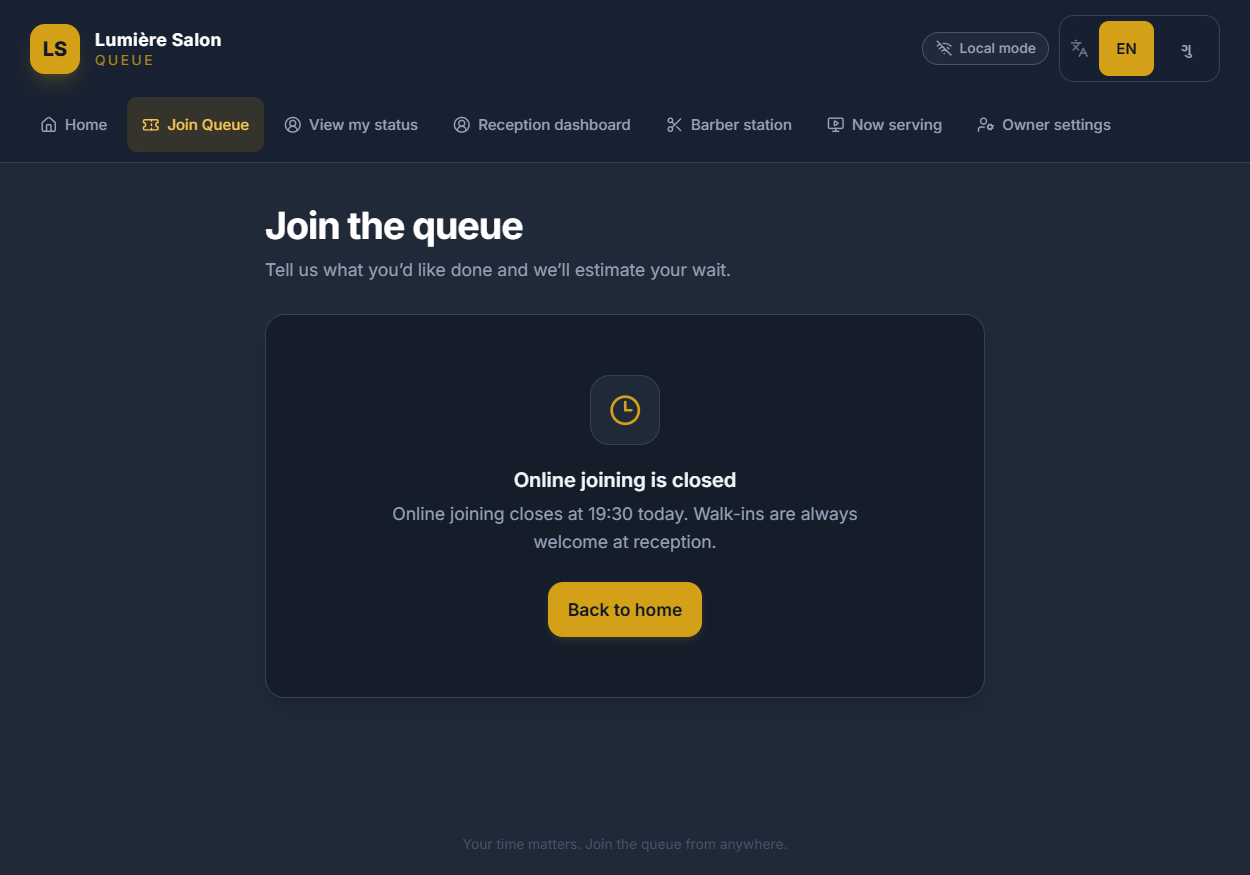 LS
Lumière Salon
QUEUE
Local mode
EN
ગુ
Home
Join Queue
View my status
Reception dashboard
Barber station
Now serving
Owner settings
Join the queue
Tell us what you’d like done and we’ll estimate your wait.
Online joining is closed
Online joining closes at 19:30 today. Walk-ins are always
welcome at reception.
Back to home
Your time matters. Join the queue from anywhere.